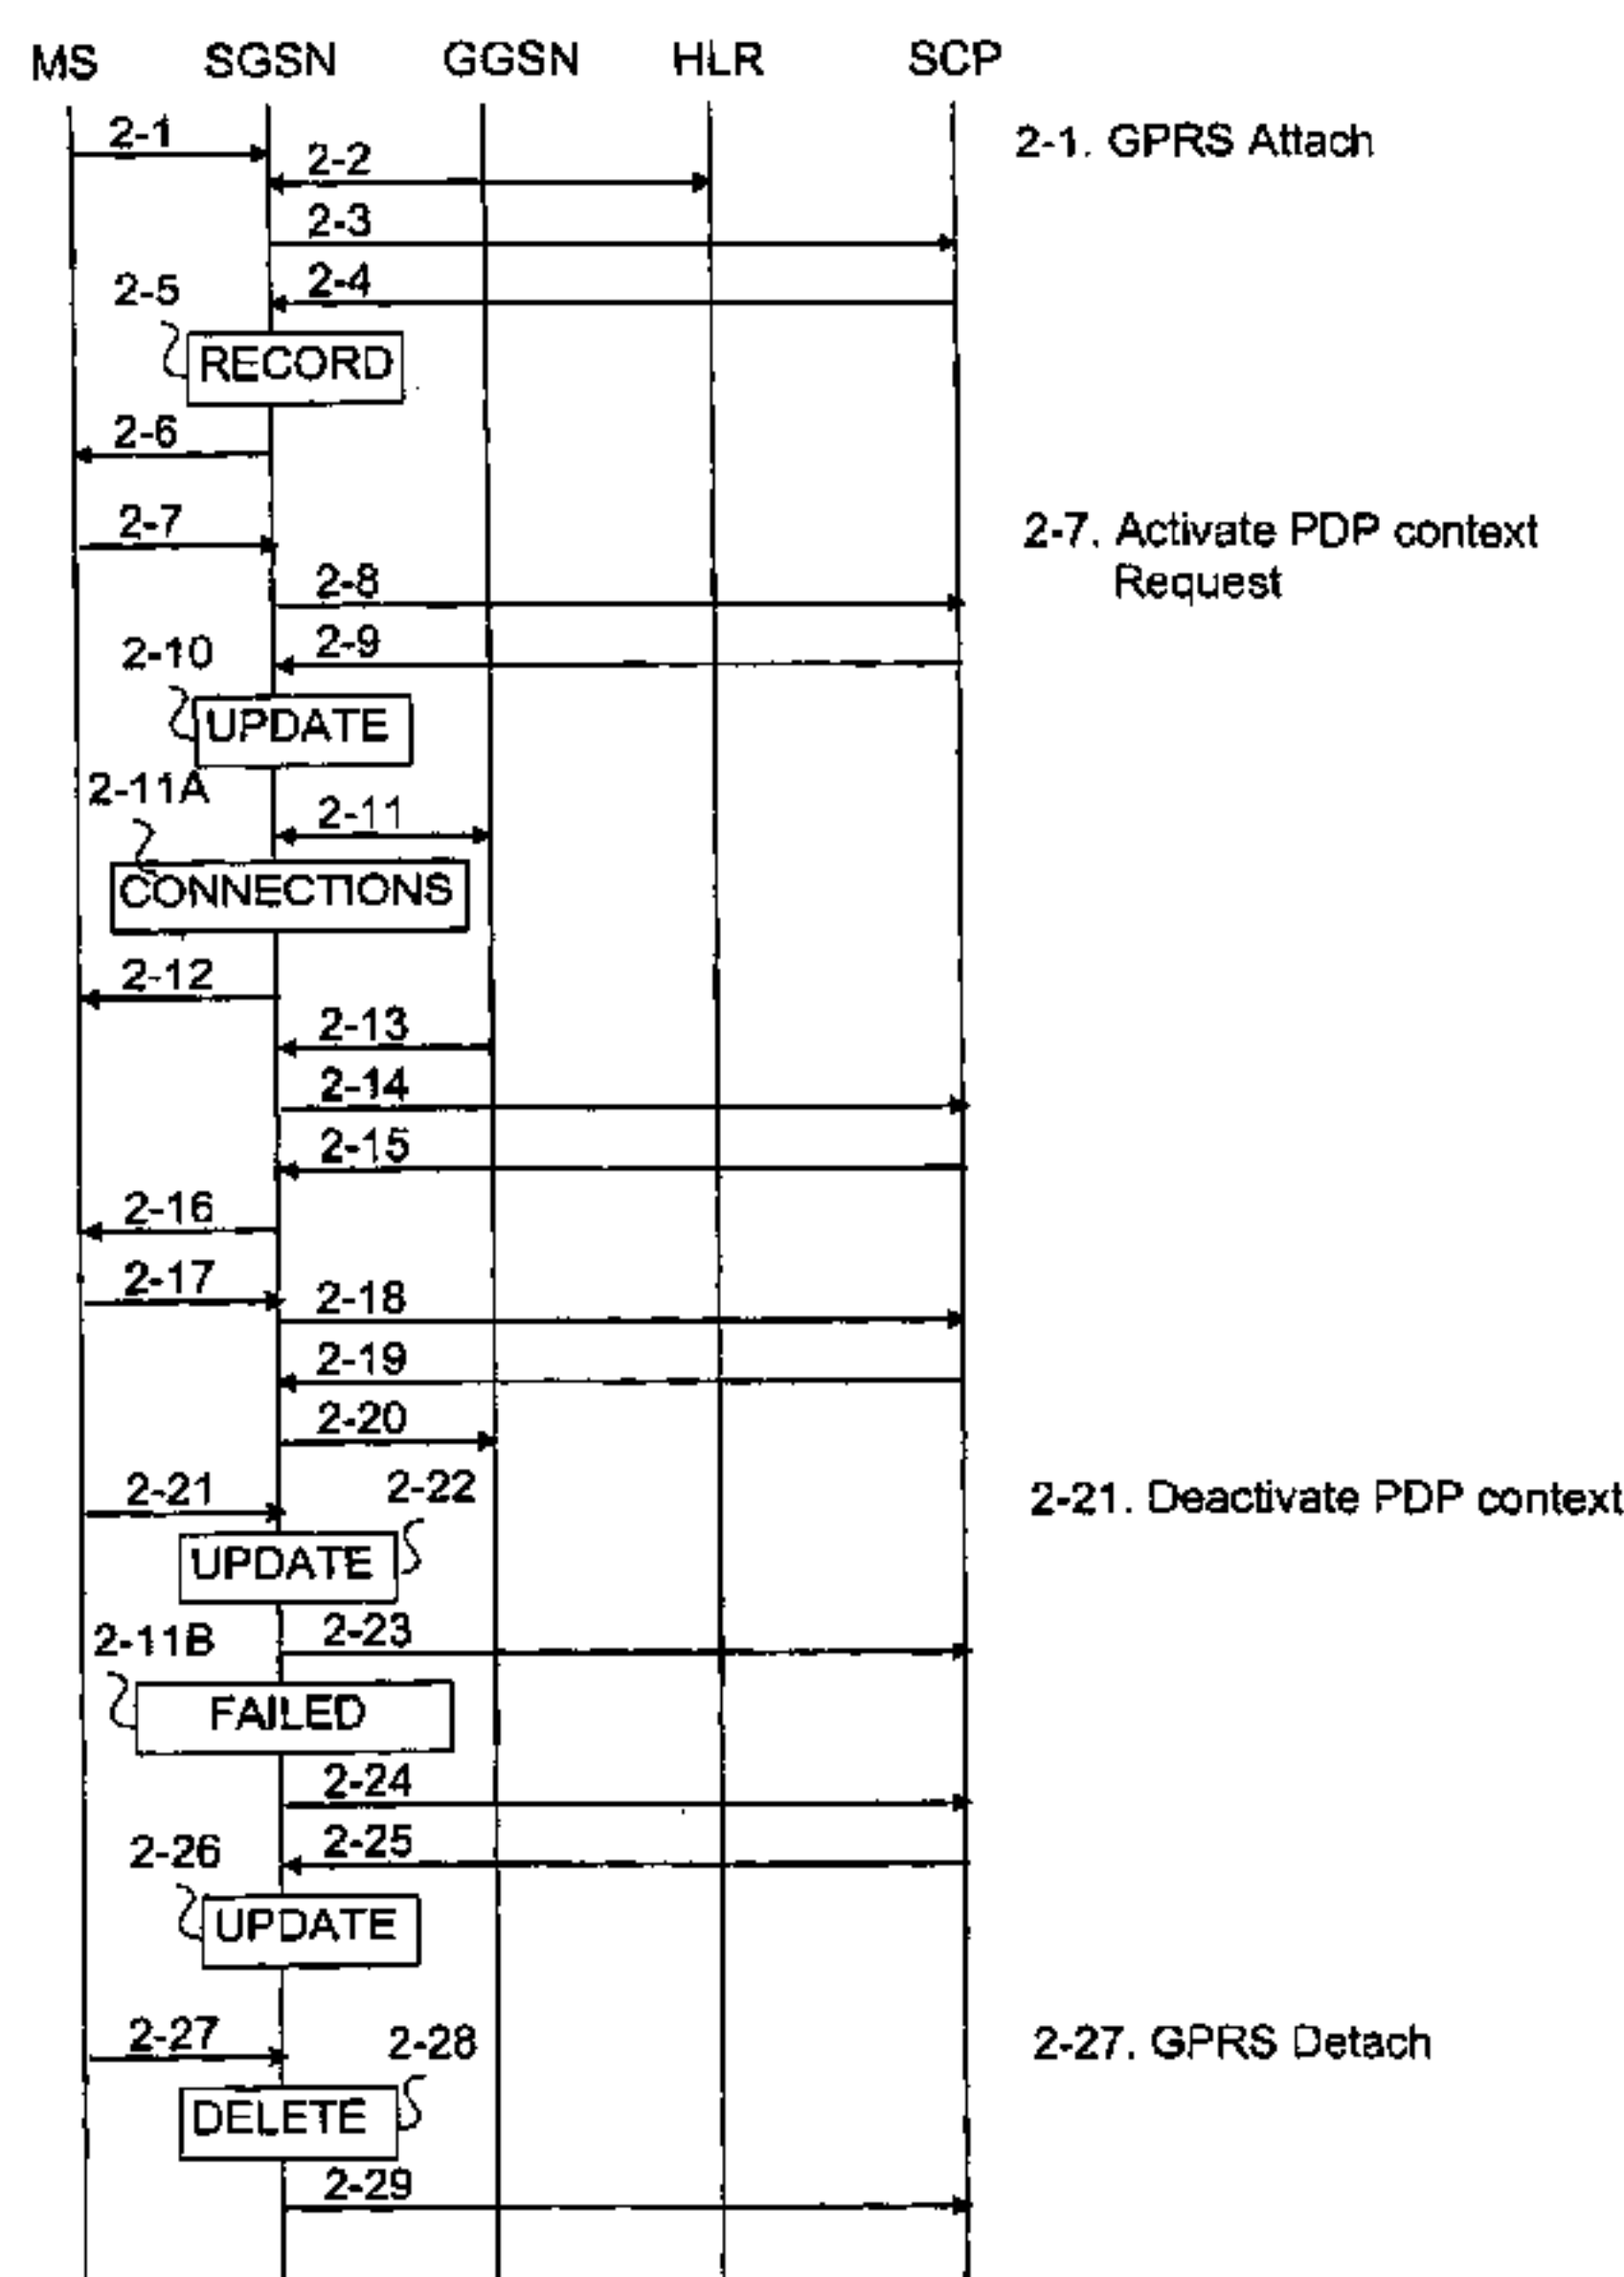 MS SGSN GGSN HLR SCP
2-1
2-1. GPRS Attach
2-2
2-3
2-4
2-5
RECORD
2-6
2-7
2-7. Activate PDP context
Request
2-8
2-9
2-10
UPDATE
2-11A
2-11
CONNECTIONS
2-12
2-13
2-14
2-15
2-16
2-17
2-18
2-19
2-20
2-21
2-22
2-21. Deactivate PDP context
UPDATE
2-23
2-11B
FAILED
2-24
2-25
2-26
UPDATE
2-27
2-28
2-27. GPRS Detach
DELETE
2-29